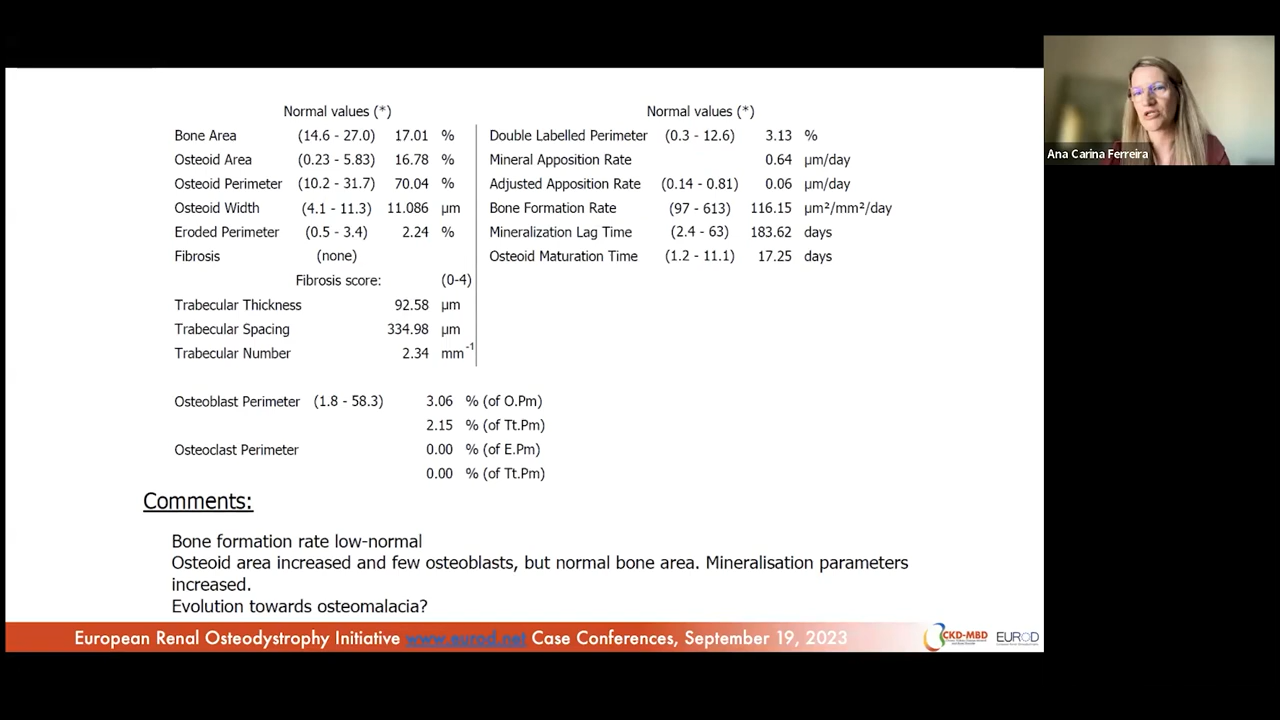 Normal values (*)
Bone Area (14.6 - 27.0) 17.01 %
Osteoid Area (0.23 - 5.83) 16.78 %
Osteoid Perimeter (10.2 - 31.7) 70.04 %
Osteoid Width (4.1 - 11.3) 11.086 µm
Eroded Perimeter (0.5 - 3.4) 2.24 %
Fibrosis (none)
Fibrosis score: (0-4)
Trabecular Thickness 92.58 µm
Trabecular Spacing 334.98 µm
Trabecular Number 2.34 mm-1
Normal values (*)
Double Labelled Perimeter (0.3 - 12.6) 3.13 %
Mineral Apposition Rate 0.64 µm/day
Adjusted Apposition Rate (0.14 - 0.81) 0.06 µm/day
Bone Formation Rate (97 - 613) 116.15 µm²/mm²/day
Mineralization Lag Time (2.4 - 63) 183.62 days
Osteoid Maturation Time (1.2 - 11.1) 17.25 days
Osteoblast Perimeter (1.8 - 58.3) 3.06 % (of O.Pm)
2.15 % (of Tt.Pm)
Osteoclast Perimeter 0.00 % (of E.Pm)
0.00 % (of Tt.Pm)
Comments:
Bone formation rate low-normal
Osteoid area increased and few osteoblasts, but normal bone area. Mineralisation parameters
increased.
Evolution towards osteomalacia?
European Renal Osteodystrophy Initiative www.eurod.net Case Conferences, September 19, 2023
CKD-MBD
EUROD
Ana Carina Ferreira